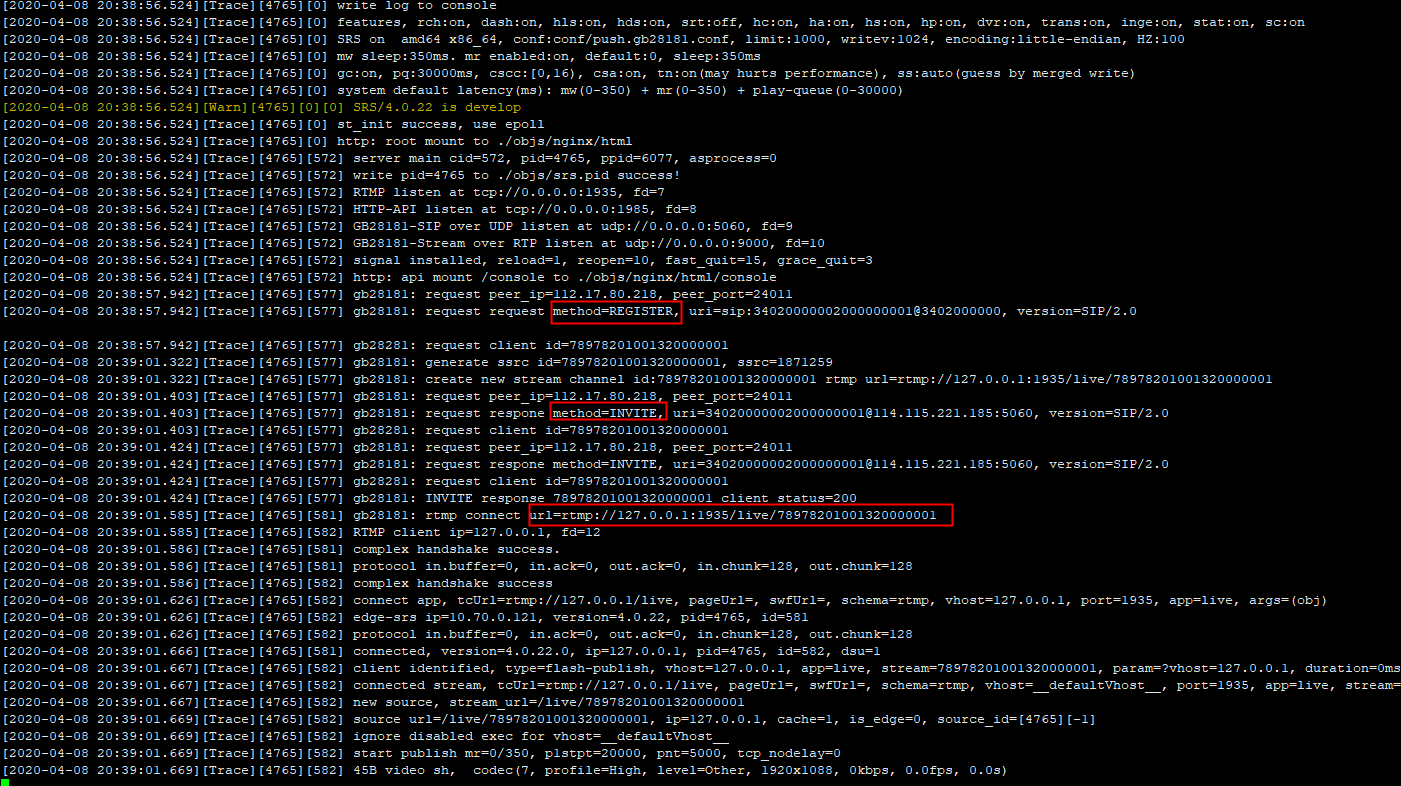 [2020-04-08 20:38:56.524][Trace][4765][0] write log to console
[2020-04-08 20:38:56.524][Trace][4765][0] features, rch:on, dash:on, hls:on, hds:on, srt:off, hc:on, ha:on, hs:on, hp:on, dvr:on, trans:on, inge:on, stat:on, sc:on
[2020-04-08 20:38:56.524][Trace][4765][0] SRS on  amd64 x86_64, conf:conf/push.gb28181.conf, limit:1000, writev:1024, encoding:little-endian, HZ:100
[2020-04-08 20:38:56.524][Trace][4765][0] mw sleep:350ms. mr enabled:on, default:0, sleep:350ms
[2020-04-08 20:38:56.524][Trace][4765][0] gc:on, pq:30000ms, cscc:[0,16), csa:on, tn:on(may hurts performance), ss:auto(guess by merged write)
[2020-04-08 20:38:56.524][Trace][4765][0] system default latency(ms): mw(0-350) + mr(0-350) + play-queue(0-30000)
[2020-04-08 20:38:56.524][Warn][4765][0][0] SRS/4.0.22 is develop
[2020-04-08 20:38:56.524][Trace][4765][0] st_init success, use epoll
[2020-04-08 20:38:56.524][Trace][4765][0] http: root mount to ./objs/nginx/html
[2020-04-08 20:38:56.524][Trace][4765][572] server main cid=572, pid=4765, ppid=6077, asprocess=0
[2020-04-08 20:38:56.524][Trace][4765][572] write pid=4765 to ./objs/srs.pid success!
[2020-04-08 20:38:56.524][Trace][4765][572] RTMP listen at tcp://0.0.0.0:1935, fd=7
[2020-04-08 20:38:56.524][Trace][4765][572] HTTP-API listen at tcp://0.0.0.0:1985, fd=8
[2020-04-08 20:38:56.524][Trace][4765][572] GB28181-SIP over UDP listen at udp://0.0.0.0:5060, fd=9
[2020-04-08 20:38:56.524][Trace][4765][572] GB28181-Stream over RTP listen at udp://0.0.0.0:9000, fd=10
[2020-04-08 20:38:56.524][Trace][4765][572] signal installed, reload=1, reopen=10, fast_quit=15, grace_quit=3
[2020-04-08 20:38:56.524][Trace][4765][572] http: api mount /console to ./objs/nginx/html/console
[2020-04-08 20:38:57.942][Trace][4765][577] gb28181: request peer_ip=112.17.80.218, peer_port=24011
[2020-04-08 20:38:57.942][Trace][4765][577] gb28181: request request method=REGISTER, uri=sip:34020000002000000001@3402000000, version=SIP/2.0
[2020-04-08 20:38:57.942][Trace][4765][577] gb28281: request client id=78978201001320000001
[2020-04-08 20:39:01.322][Trace][4765][577] gb28181: generate ssrc id=78978201001320000001, ssrc=1871259
[2020-04-08 20:39:01.322][Trace][4765][577] gb28181: create new stream channel id:78978201001320000001 rtmp url=rtmp://127.0.0.1:1935/live/78978201001320000001
[2020-04-08 20:39:01.403][Trace][4765][577] gb28181: request peer_ip=112.17.80.218, peer_port=24011
[2020-04-08 20:39:01.403][Trace][4765][577] gb28181: request respone method=INVITE, uri=34020000002000000001@114.115.221.185:5060, version=SIP/2.0
[2020-04-08 20:39:01.403][Trace][4765][577] gb28281: request client id=78978201001320000001
[2020-04-08 20:39:01.424][Trace][4765][577] gb28181: request peer_ip=112.17.80.218, peer_port=24011
[2020-04-08 20:39:01.424][Trace][4765][577] gb28181: request respone method=INVITE, uri=34020000002000000001@114.115.221.185:5060, version=SIP/2.0
[2020-04-08 20:39:01.424][Trace][4765][577] gb28281: request client id=78978201001320000001
[2020-04-08 20:39:01.424][Trace][4765][577] gb28181: INVITE response 78978201001320000001 client status=200
[2020-04-08 20:39:01.585][Trace][4765][581] gb28181: rtmp connect url=rtmp://127.0.0.1:1935/live/78978201001320000001
[2020-04-08 20:39:01.585][Trace][4765][582] RTMP client ip=127.0.0.1, fd=12
[2020-04-08 20:39:01.586][Trace][4765][581] complex handshake success.
[2020-04-08 20:39:01.586][Trace][4765][581] protocol in.buffer=0, in.ack=0, out.ack=0, in.chunk=128, out.chunk=128
[2020-04-08 20:39:01.586][Trace][4765][582] complex handshake success
[2020-04-08 20:39:01.626][Trace][4765][582] connect app, tcUrl=rtmp://127.0.0.1/live, pageUrl=, swfUrl=, schema=rtmp, vhost=127.0.0.1, port=1935, app=live, args=(obj)
[2020-04-08 20:39:01.626][Trace][4765][582] edge-srs ip=10.70.0.121, version=4.0.22, pid=4765, id=581
[2020-04-08 20:39:01.626][Trace][4765][582] protocol in.buffer=0, in.ack=0, out.ack=0, in.chunk=128, out.chunk=128
[2020-04-08 20:39:01.666][Trace][4765][581] connected, version=4.0.22.0, ip=127.0.0.1, pid=4765, id=582, dsu=1
[2020-04-08 20:39:01.667][Trace][4765][582] client identified, type=flash-publish, vhost=127.0.0.1, app=live, stream=78978201001320000001, param=?vhost=127.0.0.1, duration=0ms
[2020-04-08 20:39:01.667][Trace][4765][582] connected stream, tcUrl=rtmp://127.0.0.1/live, pageUrl=, swfUrl=, schema=rtmp, vhost=__defaultVhost__, port=1935, app=live, stream=
[2020-04-08 20:39:01.667][Trace][4765][582] new source, stream_url=/live/78978201001320000001
[2020-04-08 20:39:01.669][Trace][4765][582] source url=/live/78978201001320000001, ip=127.0.0.1, cache=1, is_edge=0, source_id=[4765][-1]
[2020-04-08 20:39:01.669][Trace][4765][582] ignore disabled exec for vhost=__defaultVhost__
[2020-04-08 20:39:01.669][Trace][4765][582] start publish mr=0/350, p1stpt=20000, pnt=5000, tcp_nodelay=0
[2020-04-08 20:39:01.669][Trace][4765][582] 45B video sh,  codec(7, profile=High, level=Other, 1920x1088, 0kbps, 0.0fps, 0.0s)